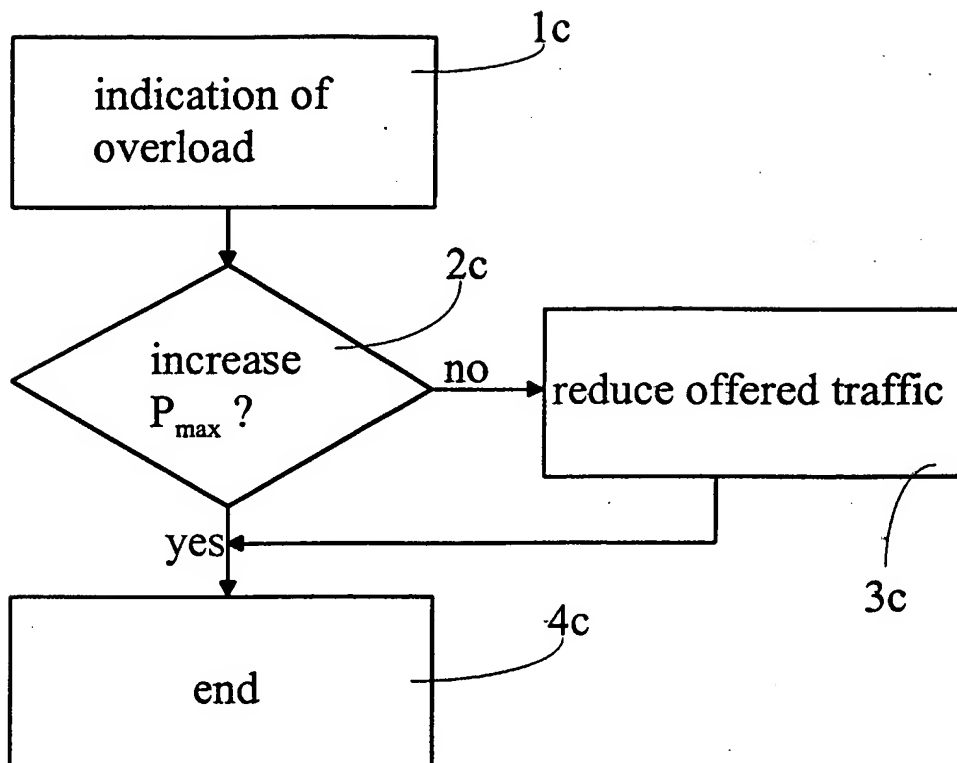 1c
indication of
overload
2c
increase
P_max ?
no
reduce offered traffic
yes
3c
4c
end